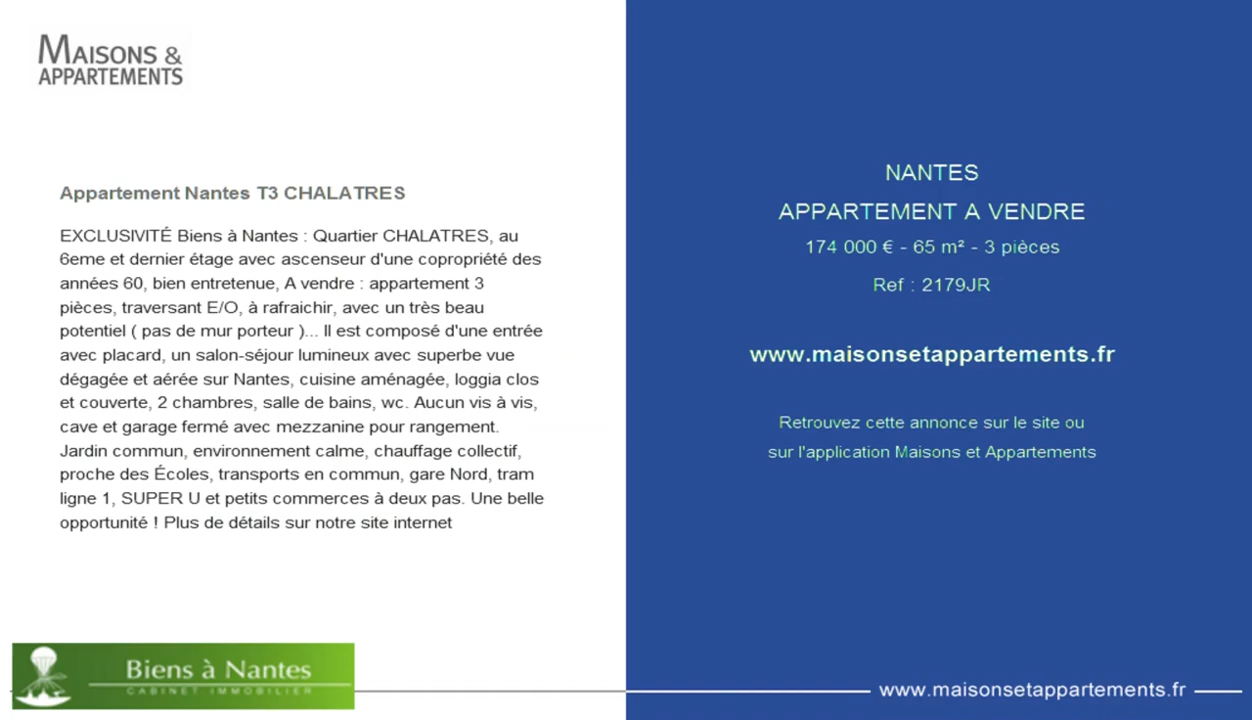 MAISONS &
APPARTEMENTS
Appartement Nantes T3 CHALATRES
EXCLUSIVITÉ Biens à Nantes : Quartier CHALATRES, au
6eme et dernier étage avec ascenseur d'une copropriété des
années 60, bien entretenue, A vendre : appartement 3
pièces, traversant E/O, à rafraichir, avec un très beau
potentiel ( pas de mur porteur )... Il est composé d'une entrée
avec placard, un salon-séjour lumineux avec superbe vue
dégagée et aérée sur Nantes, cuisine aménagée, loggia clos
et couverte, 2 chambres, salle de bains, wc. Aucun vis à vis,
cave et garage fermé avec mezzanine pour rangement.
Jardin commun, environnement calme, chauffage collectif,
proche des Écoles, transports en commun, gare Nord, tram
ligne 1, SUPER U et petits commerces à deux pas. Une belle
opportunité ! Plus de détails sur notre site internet
Biens à Nantes
CABINET IMMOBILIER
NANTES
APPARTEMENT A VENDRE
174 000 € - 65 m² - 3 pièces
Ref : 2179JR
www.maisonsetappartements.fr
Retrouvez cette annonce sur le site ou
sur l'application Maisons et Appartements
www.maisonsetappartements.fr